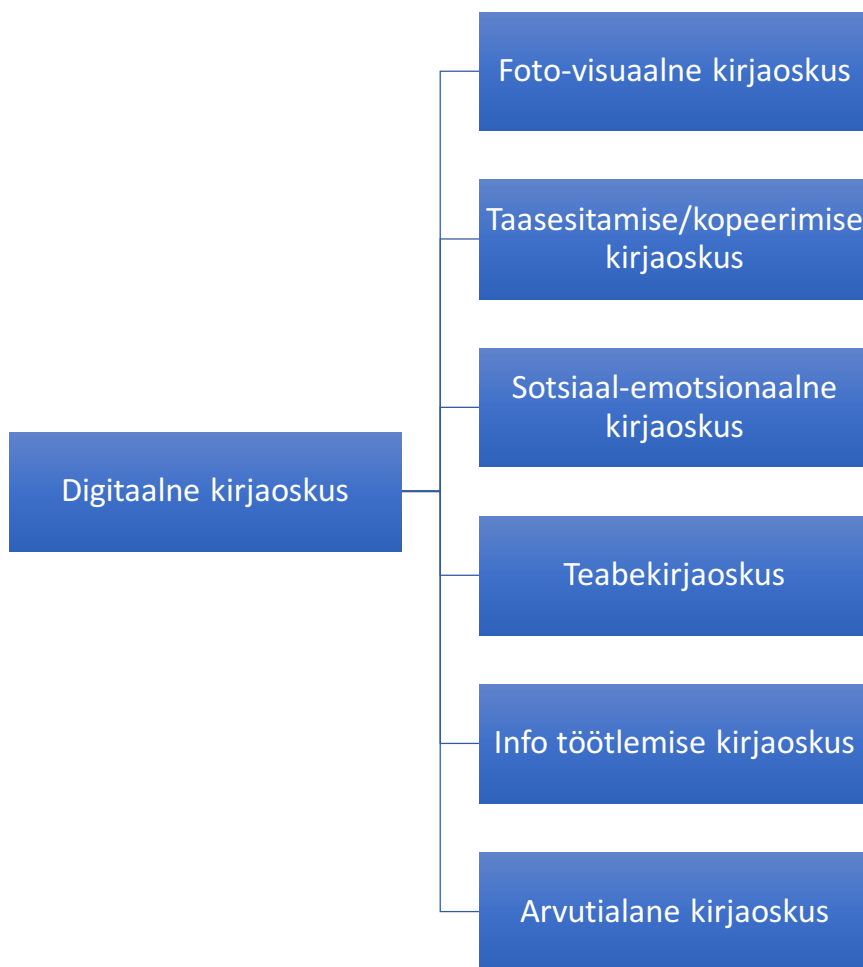 Foto-visuaalne kirjaoskus
Taasesitamise/kopeerimise
kirjaoskus
Sotsiaal-emotsionaalne
kirjaoskus
Digitaalne kirjaoskus
Teabekirjaoskus
Info töötlemise kirjaoskus
Arvutialane kirjaoskus